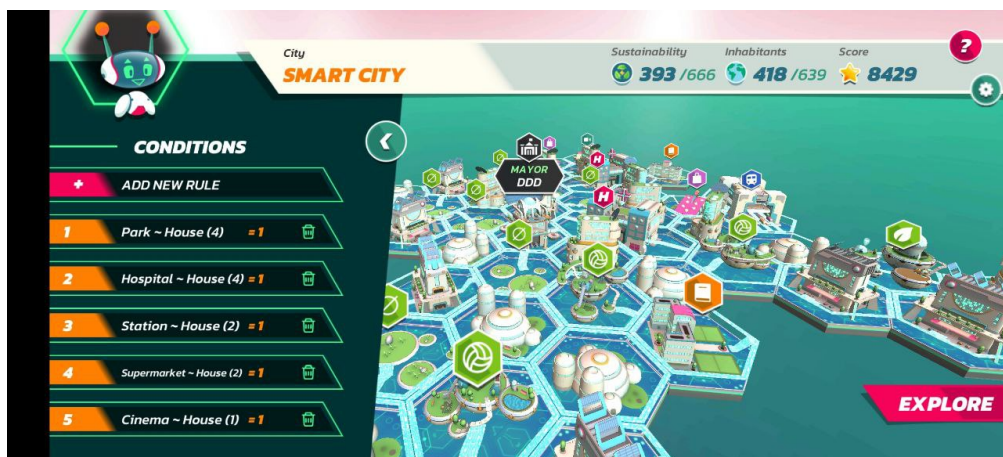 City
SMART CITY
Sustainability
393 /666
Inhabitants
418 /639
Score
8429
?
CONDITIONS
+ ADD NEW RULE
1 Park ~ House (4) = 1
2 Hospital ~ House (4) = 1
3 Station ~ House (2) = 1
4 Supermarket ~ House (2) = 1
5 Cinema ~ House (1) = 1
MAYOR
DDD
H
H
EXPLORE